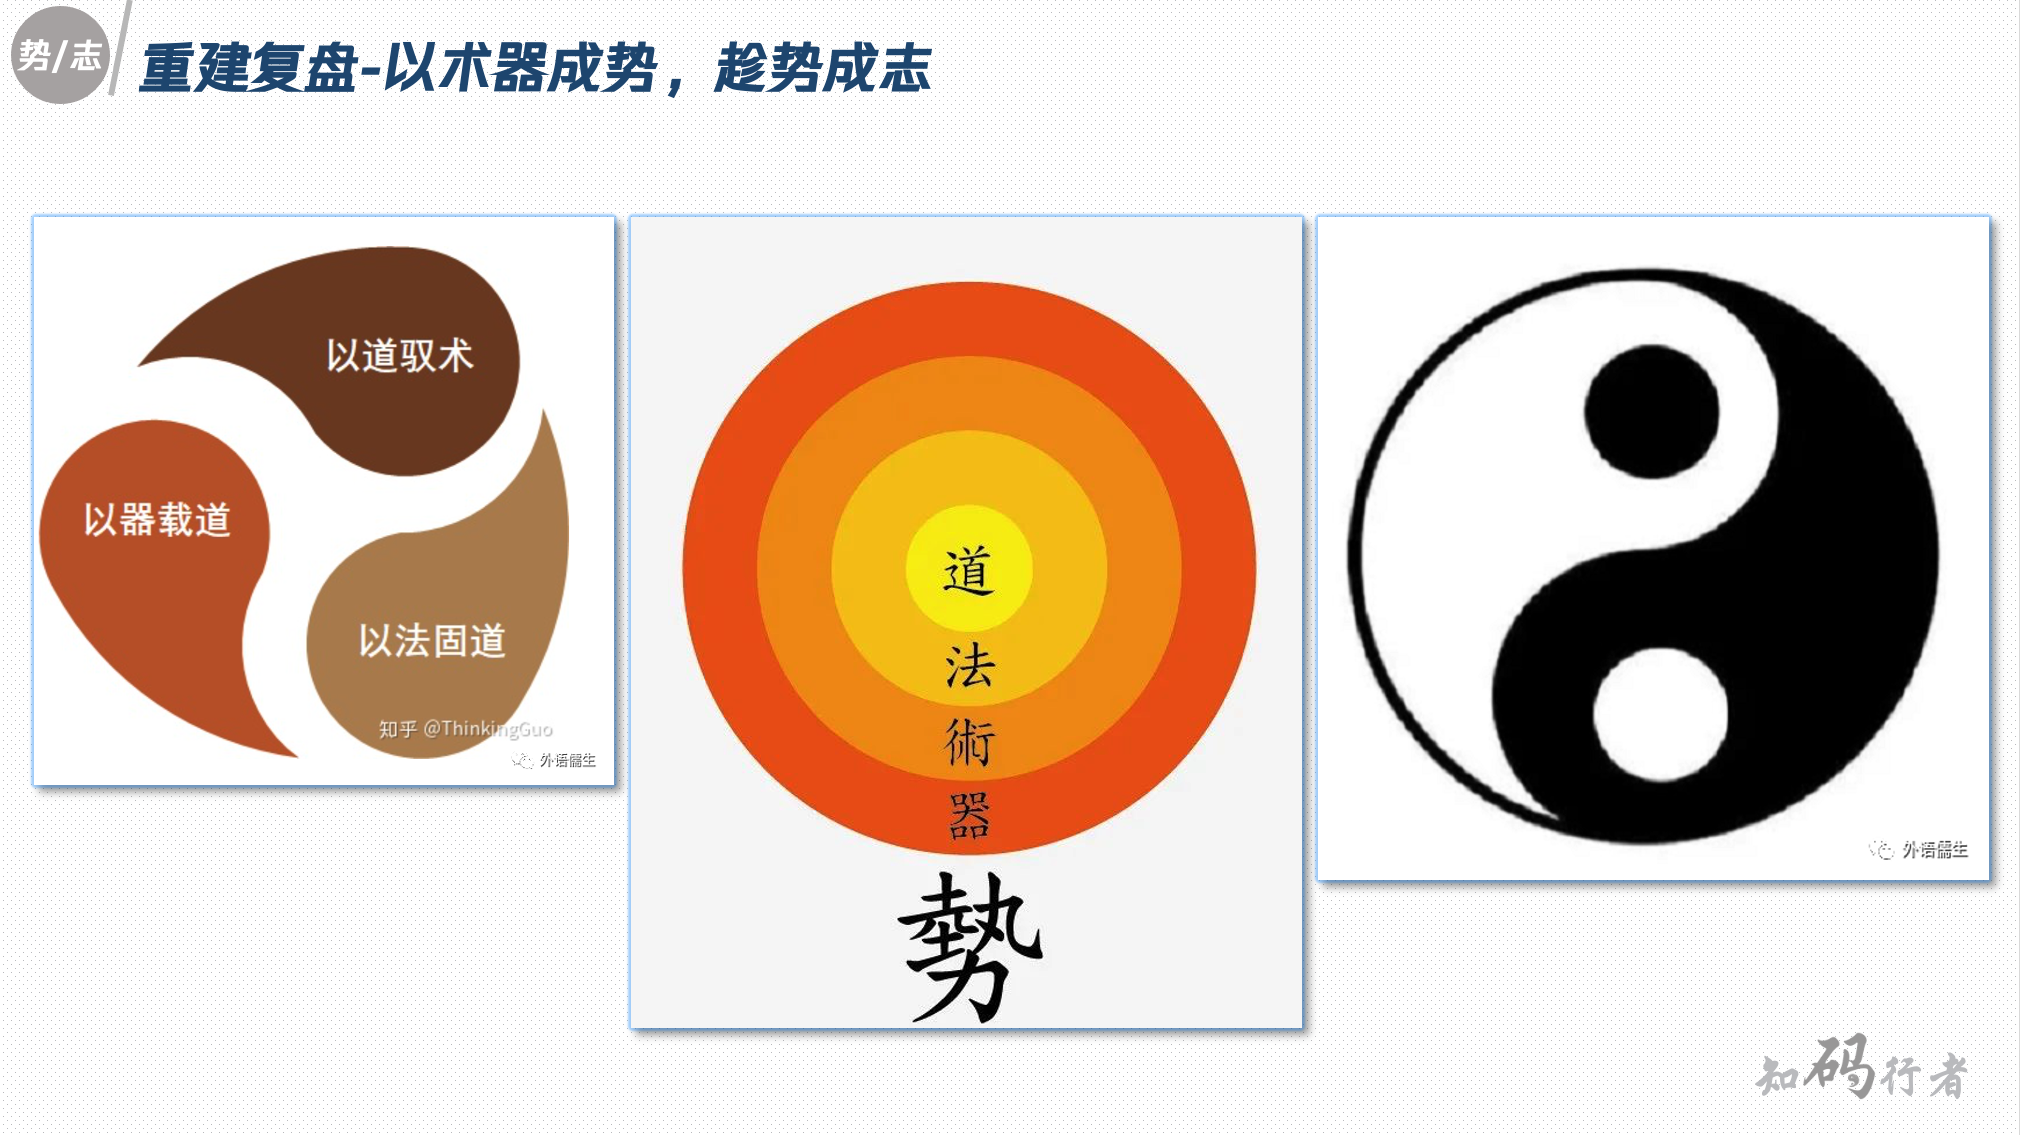 势/志
重建复盘-以术器成势，趁势成志
以道驭术
以器载道
以法固道
知乎 @ThinkingGuo
外语儒生
道
法
術
器
勢
外语儒生
知码行者